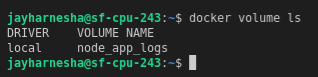 jayharnesha@sf-cpu-243:~$ docker volume ls
DRIVER    VOLUME NAME
local     node_app_logs
jayharnesha@sf-cpu-243:~$